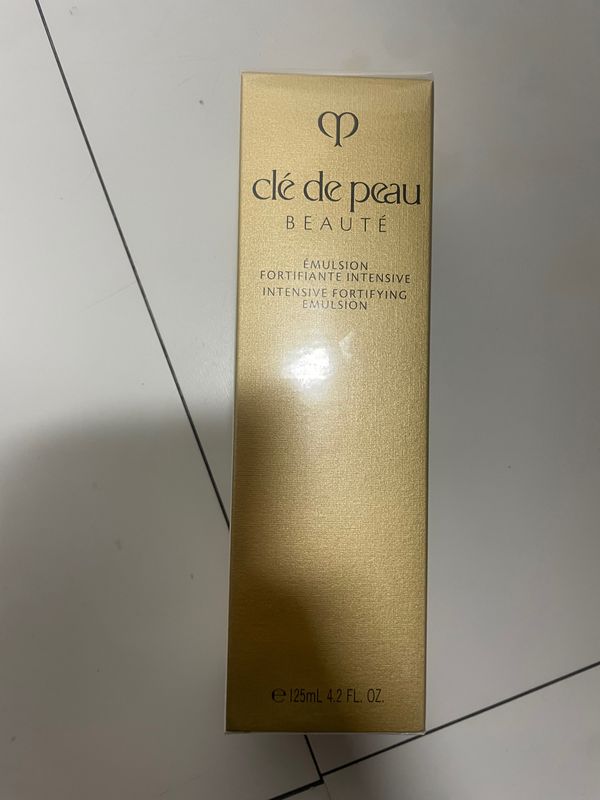 clé de peau
BEAUTÉ
ÉMULSION
FORTIFIANTE INTENSIVE
INTENSIVE FORTIFYING
EMULSION
℮ 125mL 4.2 FL. OZ.